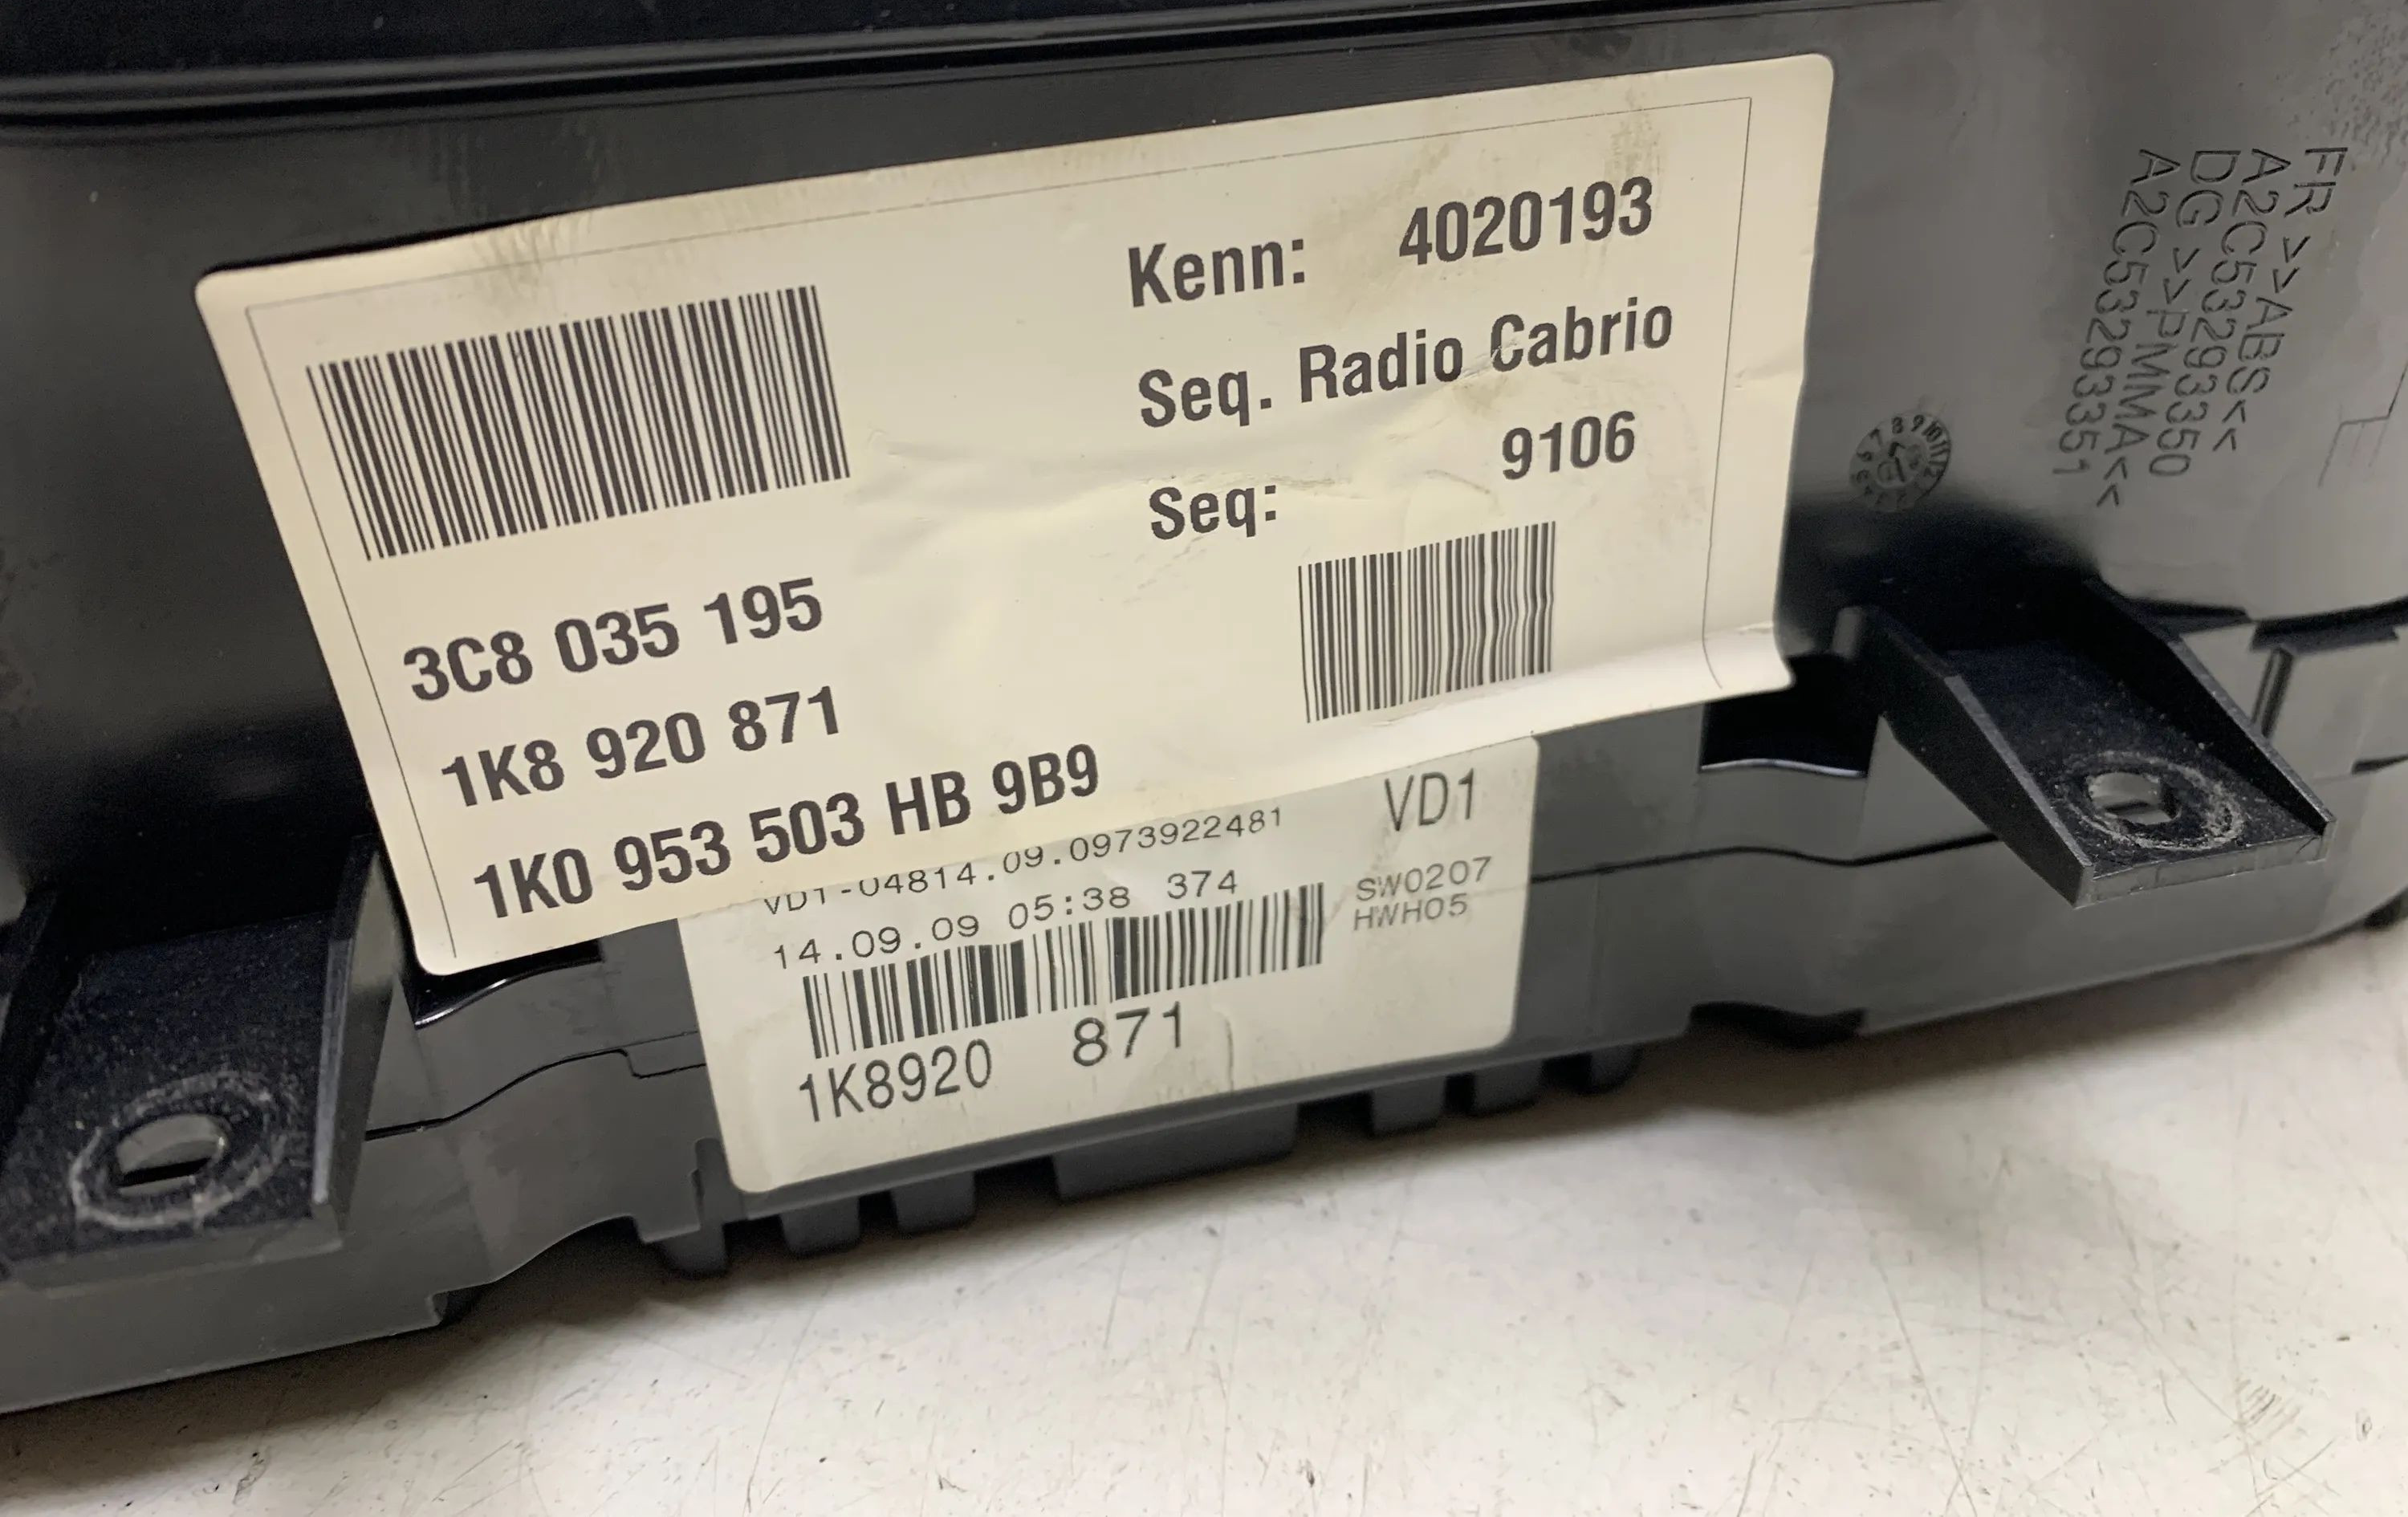 Kenn: 4020193
Seq. Radio Cabrio
Seq: 9106
3C8 035 195
1K8 920 871
1K0 953 503 HB 9B9
VD1-04814.09.0973922481
14.09.09 05:38 374
VD1
SW0207
HWH05
1K8920 871
FR >>ABS<<
A2C53293350
DG >>PMMA<<
A2C53293351